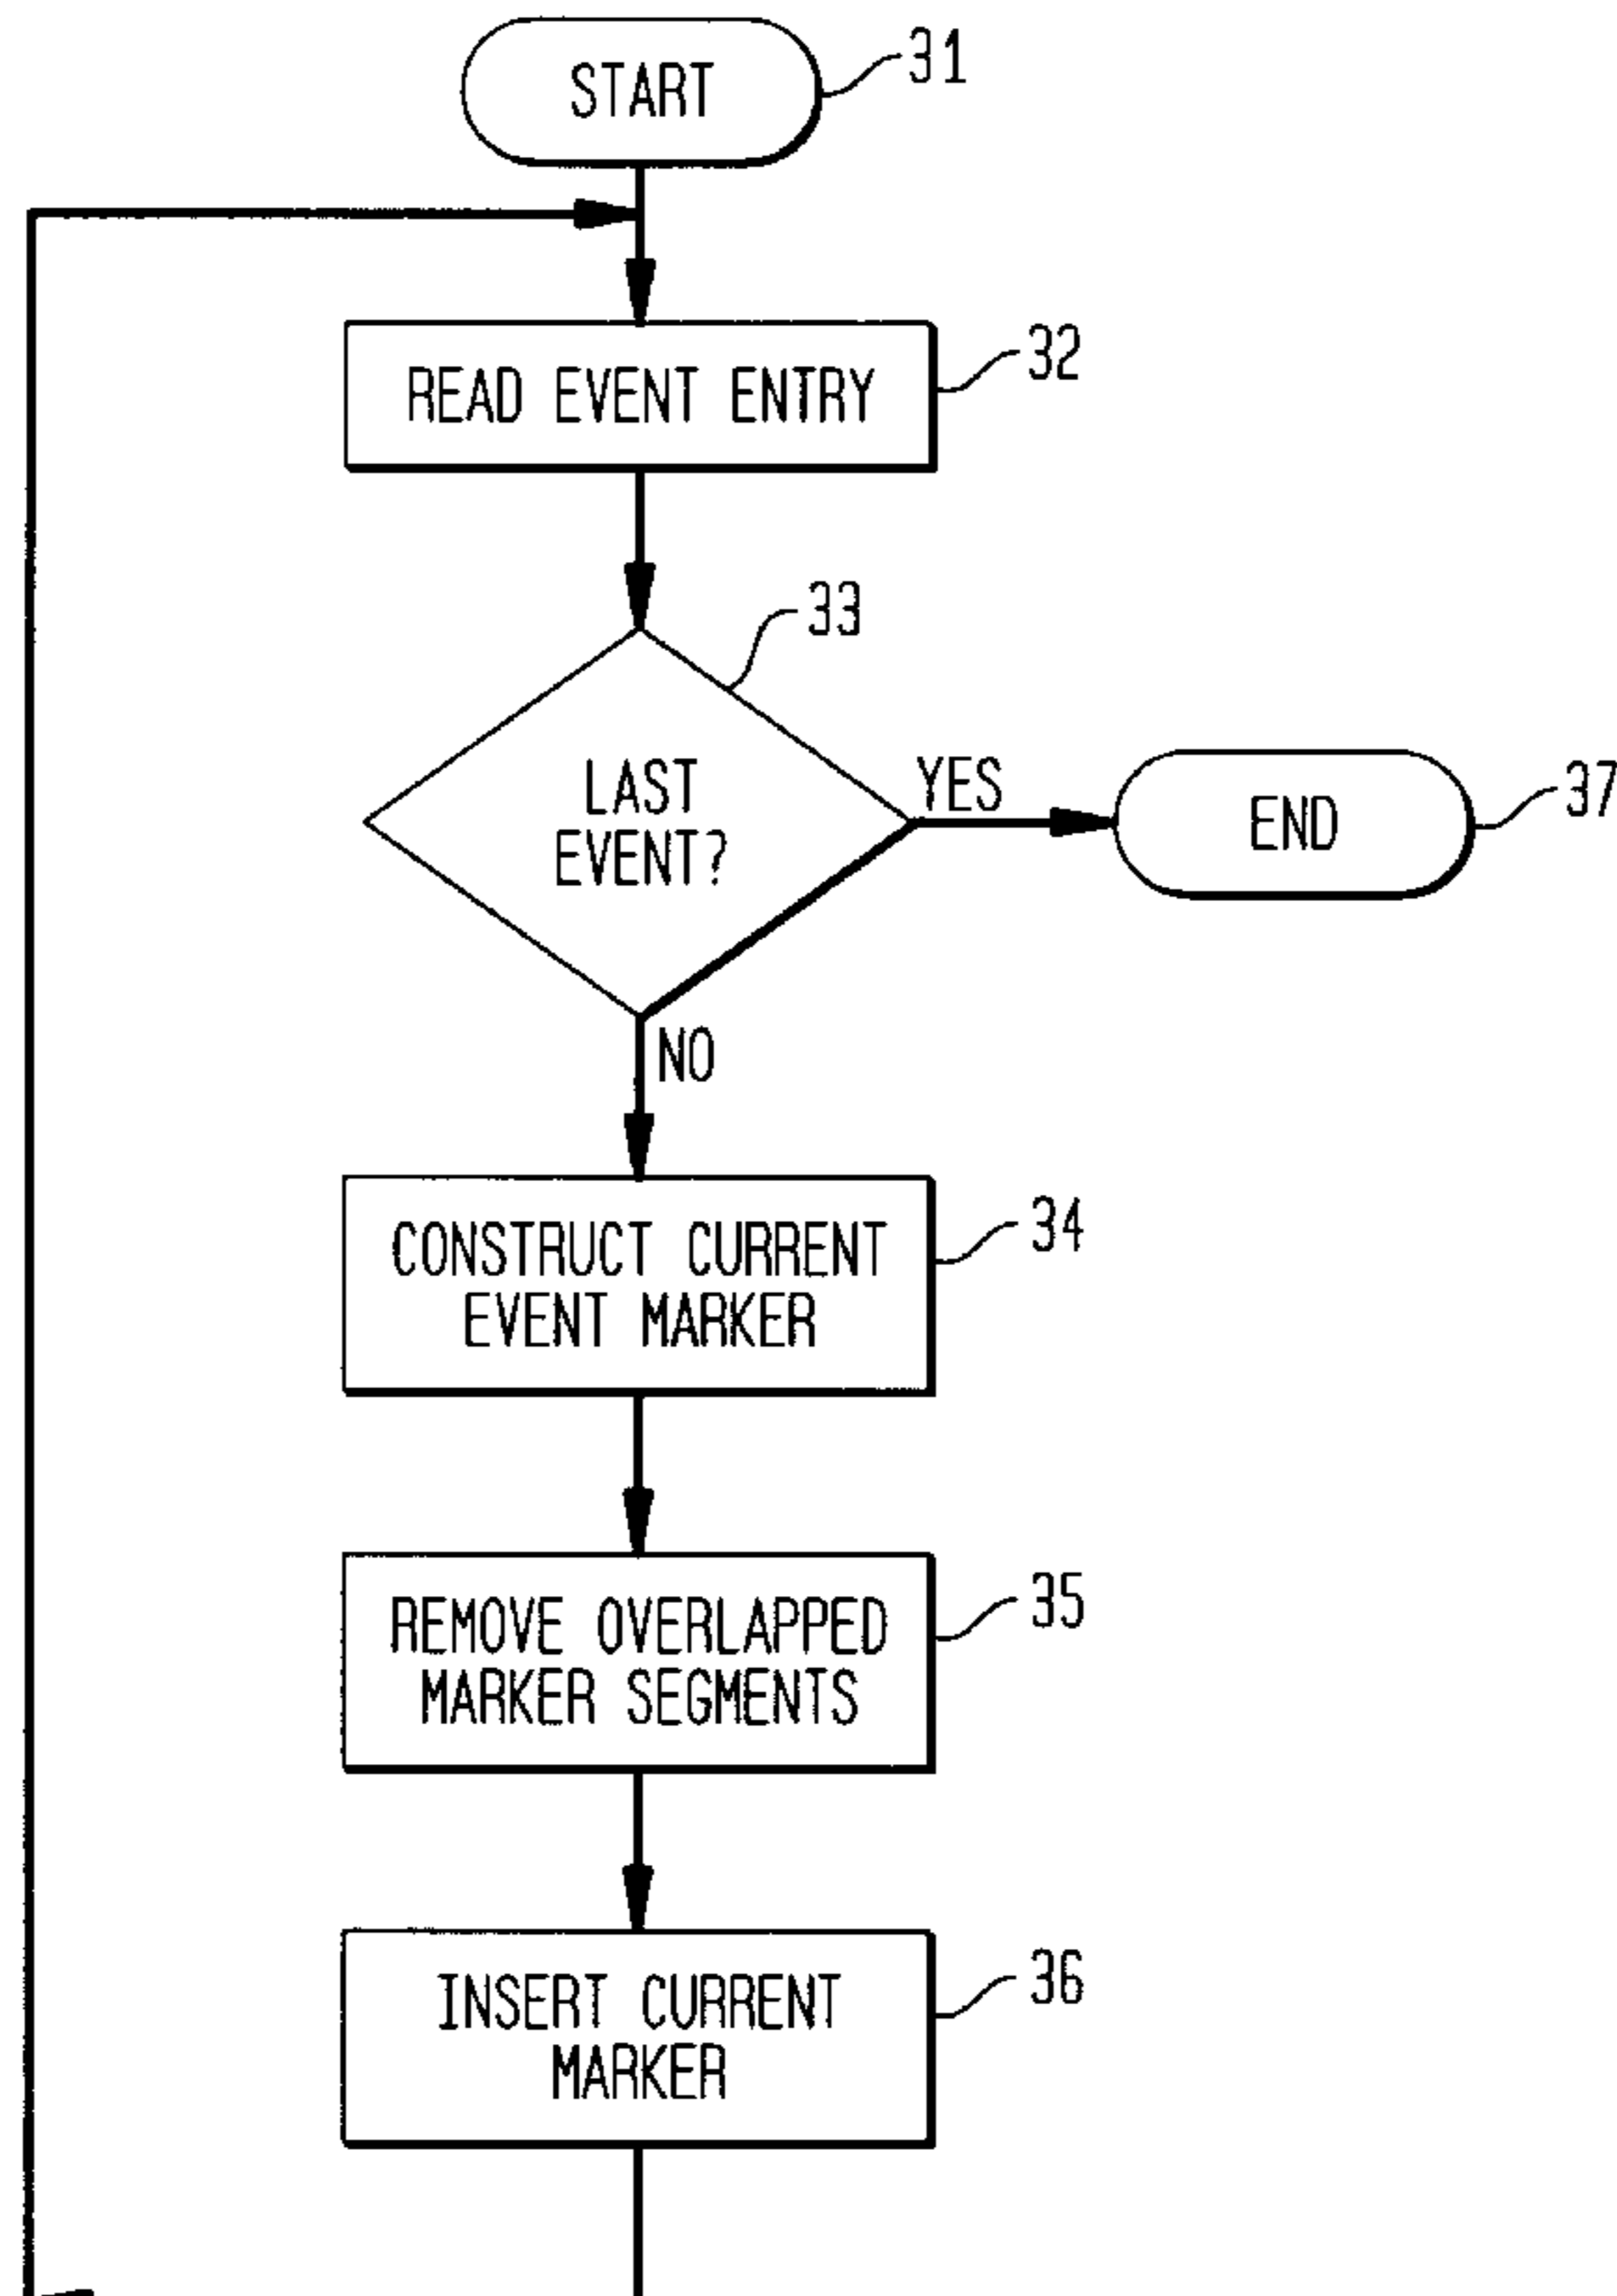 START
31
READ EVENT ENTRY
32
33
LAST
EVENT?
YES
END
37
NO
CONSTRUCT CURRENT
EVENT MARKER
34
REMOVE OVERLAPPED
MARKER SEGMENTS
35
INSERT CURRENT
MARKER
36